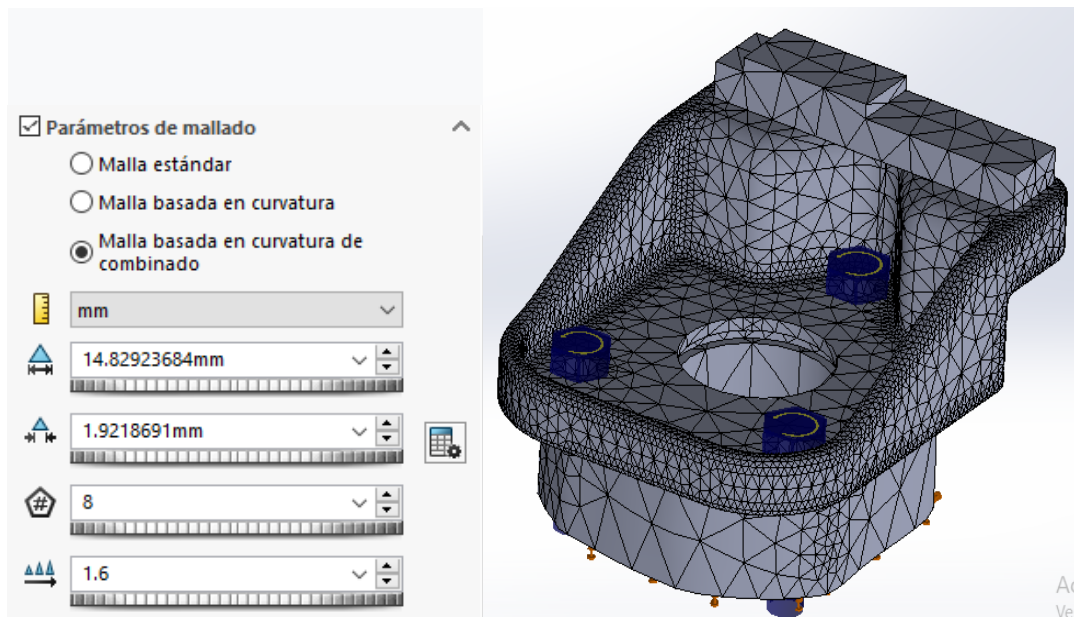 Parámetros de mallado
Malla estándar
Malla basada en curvatura
Malla basada en curvatura de
combinado
mm
14.82923684mm
1.9218691mm
#
8
1.6